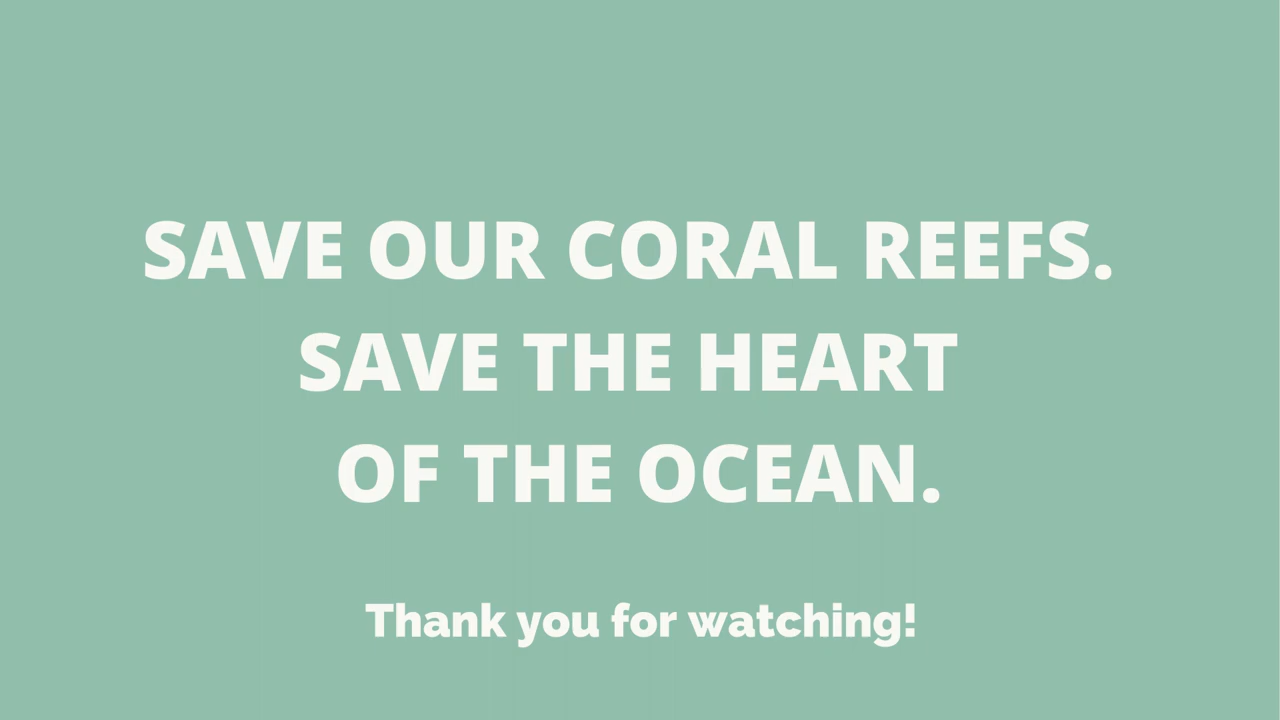 SAVE OUR CORAL REEFS.
SAVE THE HEART
OF THE OCEAN.
Thank you for watching!